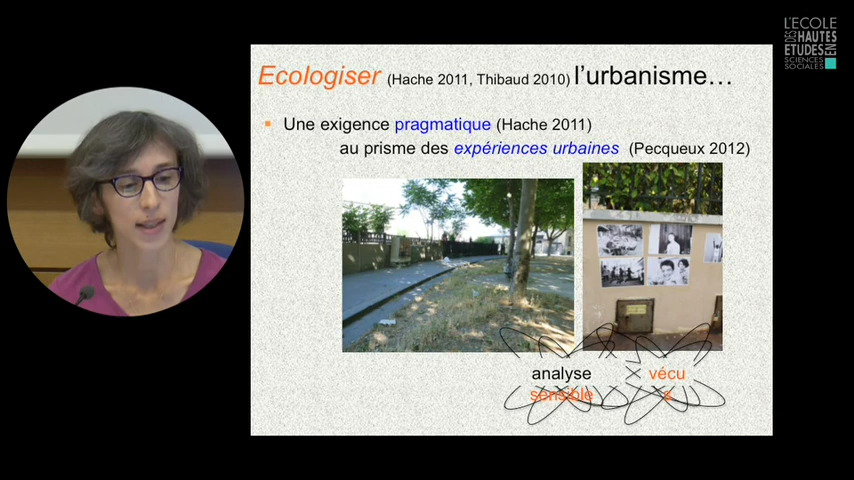 L'ECOLE
DES HAUTES
ETUDES EN
SCIENCES
SOCIALES
Ecologiser (Hache 2011, Thibaud 2010) l'urbanisme…
Une exigence pragmatique (Hache 2011)
au prisme des expériences urbaines (Pecqueux 2012)
analyse
sensible
vécu
s